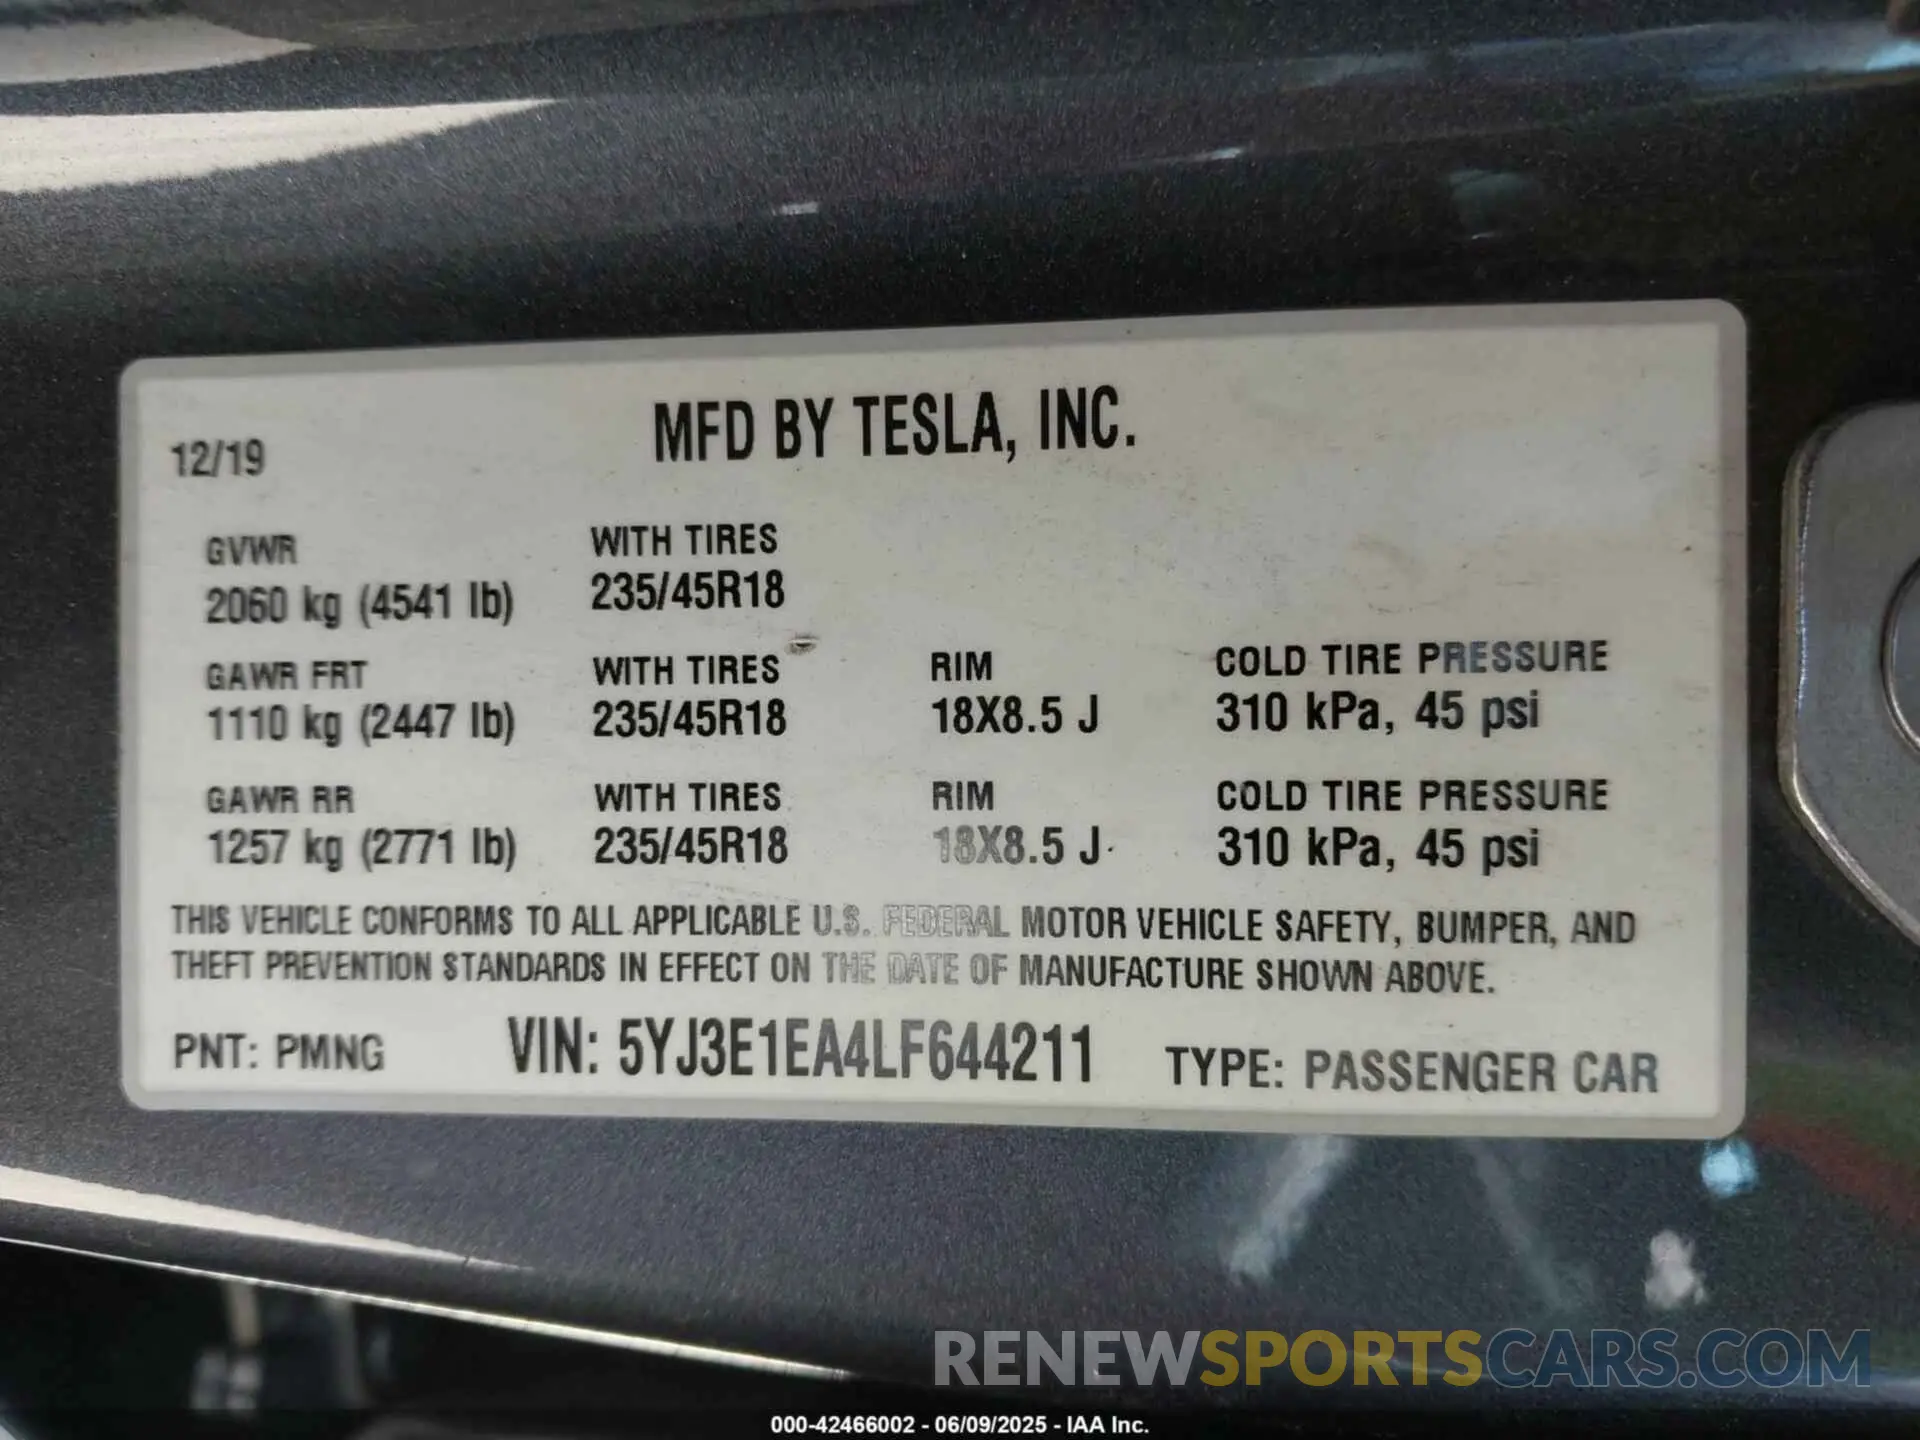 MFD BY TESLA, INC.
12/19
GVWR WITH TIRES
2060 kg (4541 lb) 235/45R18
GAWR FRT WITH TIRES RIM COLD TIRE PRESSURE
1110 kg (2447 lb) 235/45R18 18X8.5 J 310 kPa, 45 psi
GAWR RR WITH TIRES RIM COLD TIRE PRESSURE
1257 kg (2771 lb) 235/45R18 18X8.5 J 310 kPa, 45 psi
THIS VEHICLE CONFORMS TO ALL APPLICABLE U.S. FEDERAL MOTOR VEHICLE SAFETY, BUMPER, AND
THEFT PREVENTION STANDARDS IN EFFECT ON THE DATE OF MANUFACTURE SHOWN ABOVE.
PNT: PMNG VIN: 5YJ3E1EA4LF644211 TYPE: PASSENGER CAR
RENEWSPORTSCARS.COM
000-42466002 - 06/09/2025 - IAA Inc.